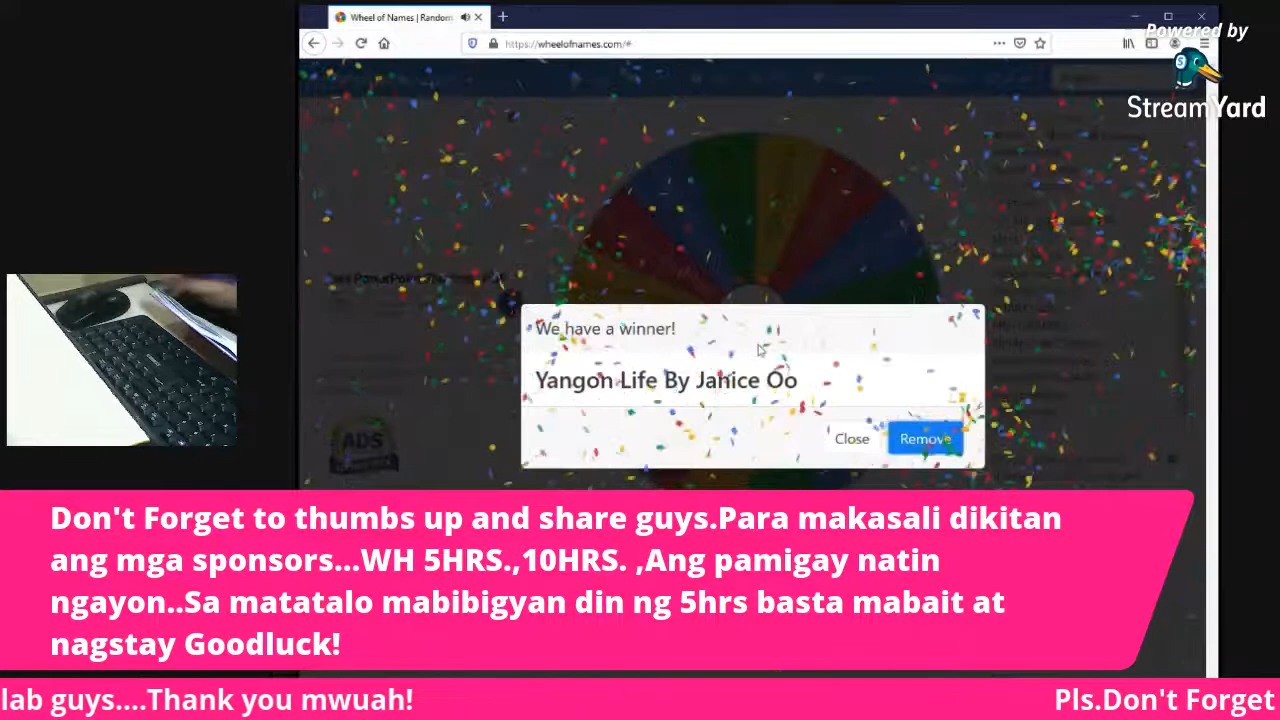 Wheel of Names | Random
https://wheelofnames.com/#
Powered by
StreamYard
We have a winner!
Yangon Life By Janice Oo
Close
Remove
ADS
Don't Forget to thumbs up and share guys.Para makasali dikitan
ang mga sponsors...WH 5HRS.,10HRS. ,Ang pamigay natin
ngayon..Sa matatalo mabibigyan din ng 5hrs basta mabait at
nagstay Goodluck!
lab guys....Thank you mwuah!
Pls.Don't Forget